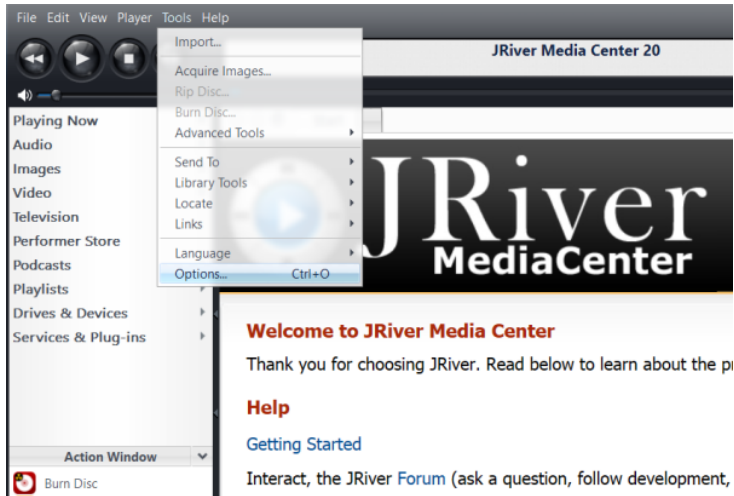 File Edit View Player Tools Help
JRiver Media Center 20
Import...
Acquire Images...
Rip Disc...
Burn Disc...
Advanced Tools
Send To
Library Tools
Locate
Links
Language
Options... Ctrl+O
Playing Now
Audio
Images
Video
Television
Performer Store
Podcasts
Playlists
Drives & Devices
Services & Plug-ins
Action Window
Burn Disc
JRiver
MediaCenter
Welcome to JRiver Media Center
Thank you for choosing JRiver. Read below to learn about the
Help
Getting Started
Interact, the JRiver Forum (ask a question, follow development,